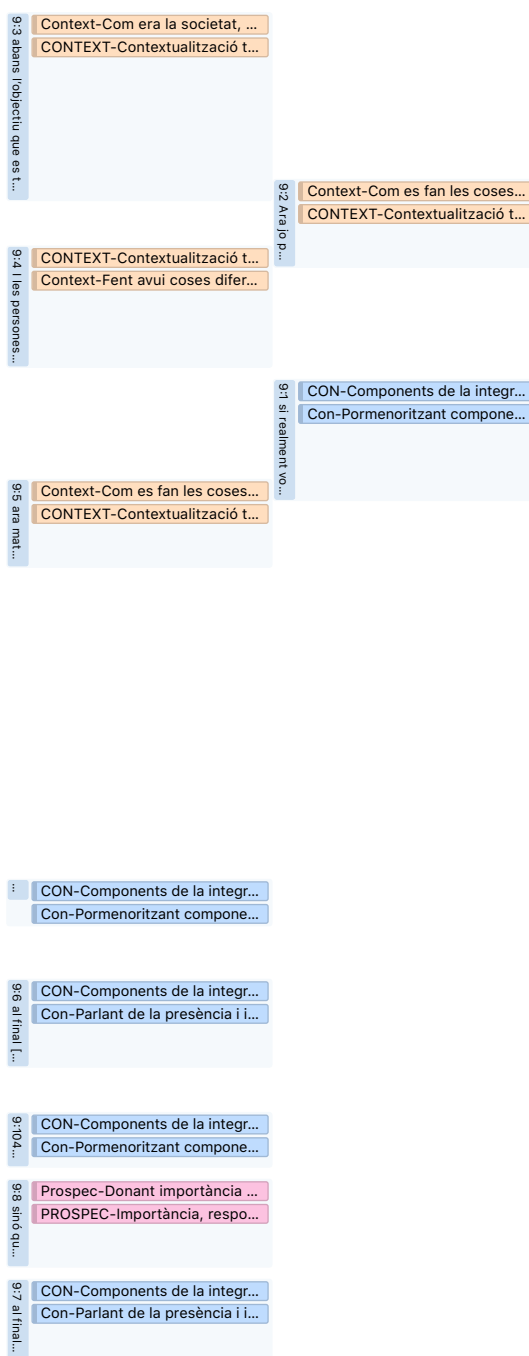 9:3 abans l'objectiu que es t...
Context-Com era la societat, ...
CONTEXT-Contextualització t...
9:2 Ara jo p...
Context-Com es fan les coses...
CONTEXT-Contextualització t...
9:4 I les persones...
CONTEXT-Contextualització t...
Context-Fent avui coses difer...
9:1 si realment vo...
CON-Components de la integr...
Con-Pormenoritzant compone...
9:5 ara mat...
Context-Com es fan les coses...
CONTEXT-Contextualització t...
...
CON-Components de la integr...
Con-Pormenoritzant compone...
9:6 al final [...
CON-Components de la integr...
Con-Parlant de la presència i i...
9:104...
CON-Components de la integr...
Con-Pormenoritzant compone...
9:8 sinó qu...
Prospec-Donant importància ...
PROSPEC-Importància, respo...
9:7 al final...
CON-Components de la integr...
Con-Parlant de la presència i i...